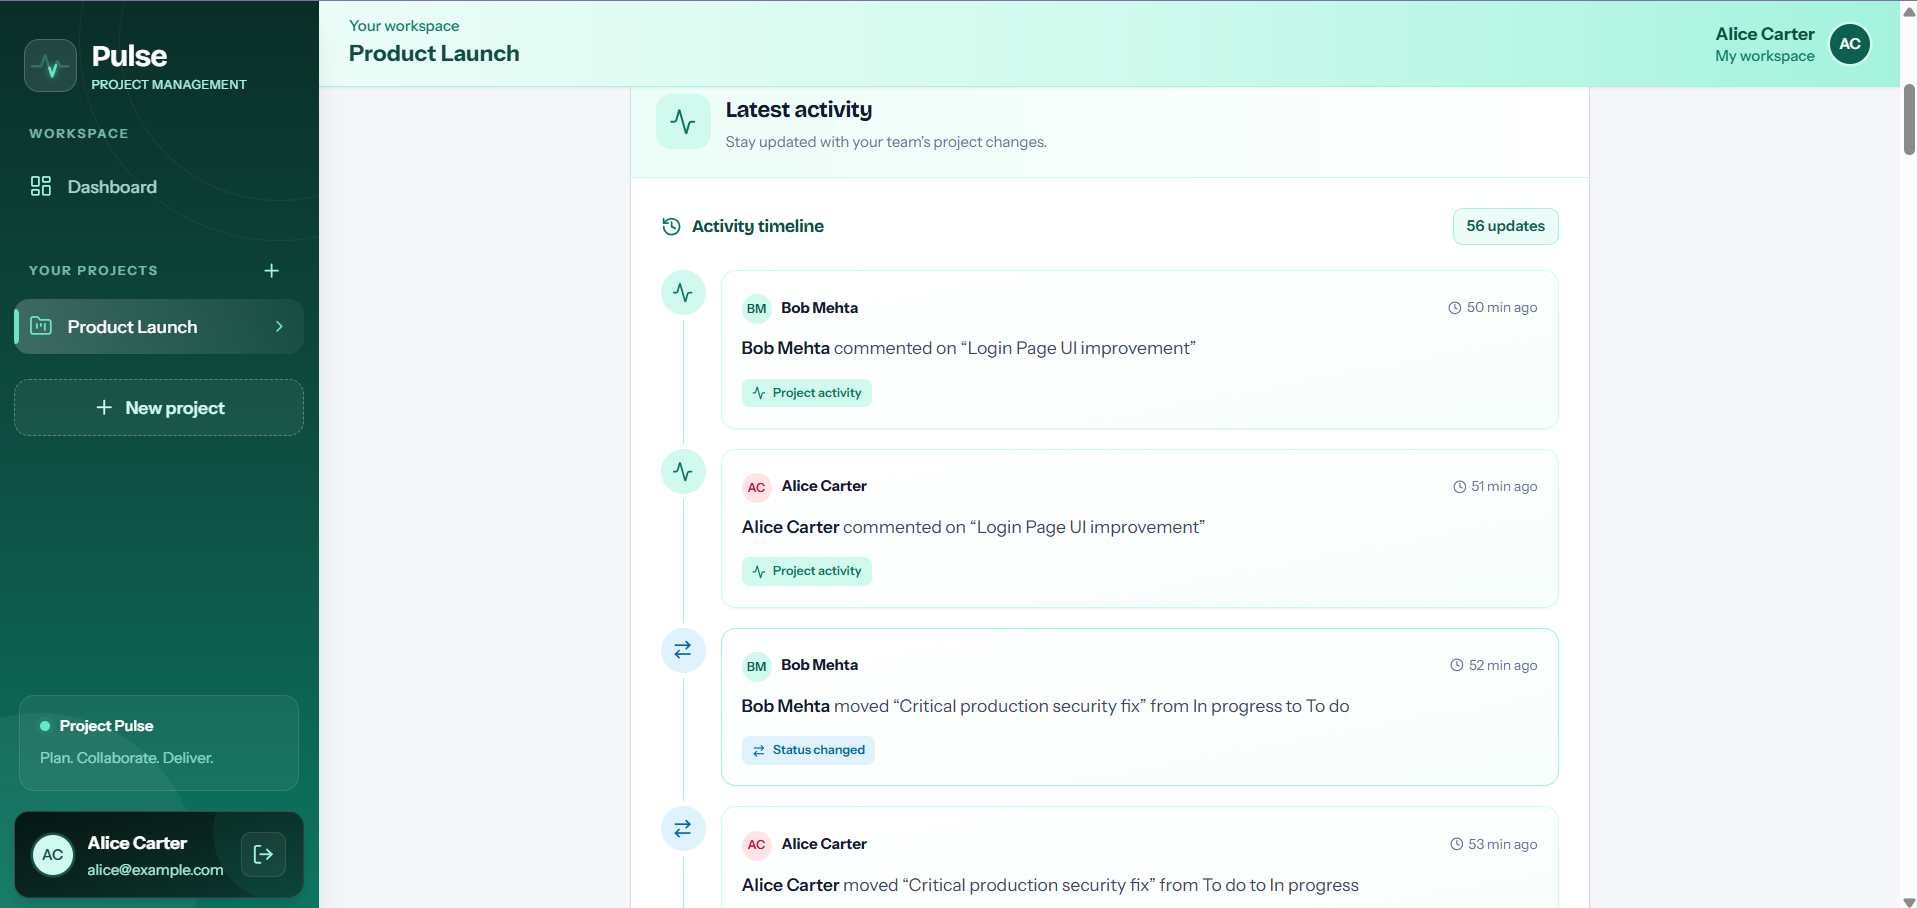 Pulse
PROJECT MANAGEMENT
WORKSPACE
Dashboard
YOUR PROJECTS
Product Launch
New project
Project Pulse
Plan. Collaborate. Deliver.
AC
Alice Carter
alice@example.com
Your workspace
Product Launch
Alice Carter
My workspace
AC
Latest activity
Stay updated with your team's project changes.
Activity timeline
56 updates
BM Bob Mehta
50 min ago
Bob Mehta commented on “Login Page UI improvement”
Project activity
AC Alice Carter
51 min ago
Alice Carter commented on “Login Page UI improvement”
Project activity
BM Bob Mehta
52 min ago
Bob Mehta moved “Critical production security fix” from In progress to To do
Status changed
AC Alice Carter
53 min ago
Alice Carter moved “Critical production security fix” from To do to In progress